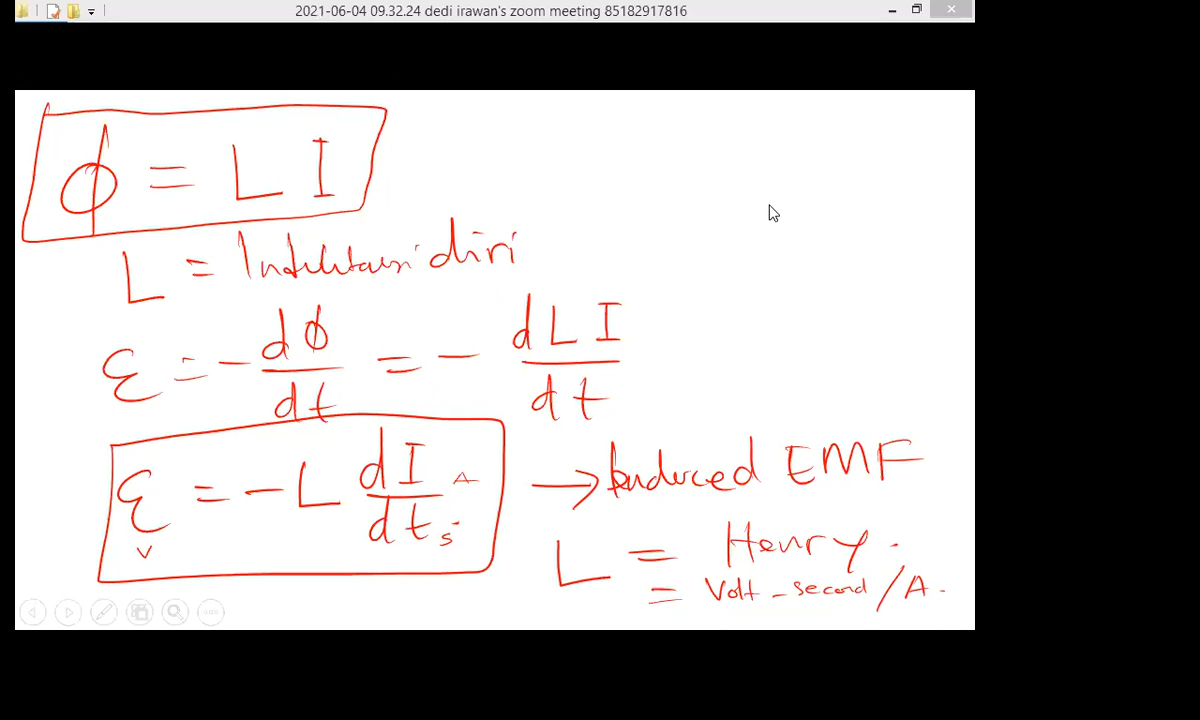 2021-06-04 09.32.24 dedi irawan's zoom meeting 85182917816
ϕ = L I
L = Induktansi diri
ε = - dϕ/dt = - dLI/dt
ε = - L dI/dt → Induced EMF
V A s
L = Henry.
= Volt - second / A.